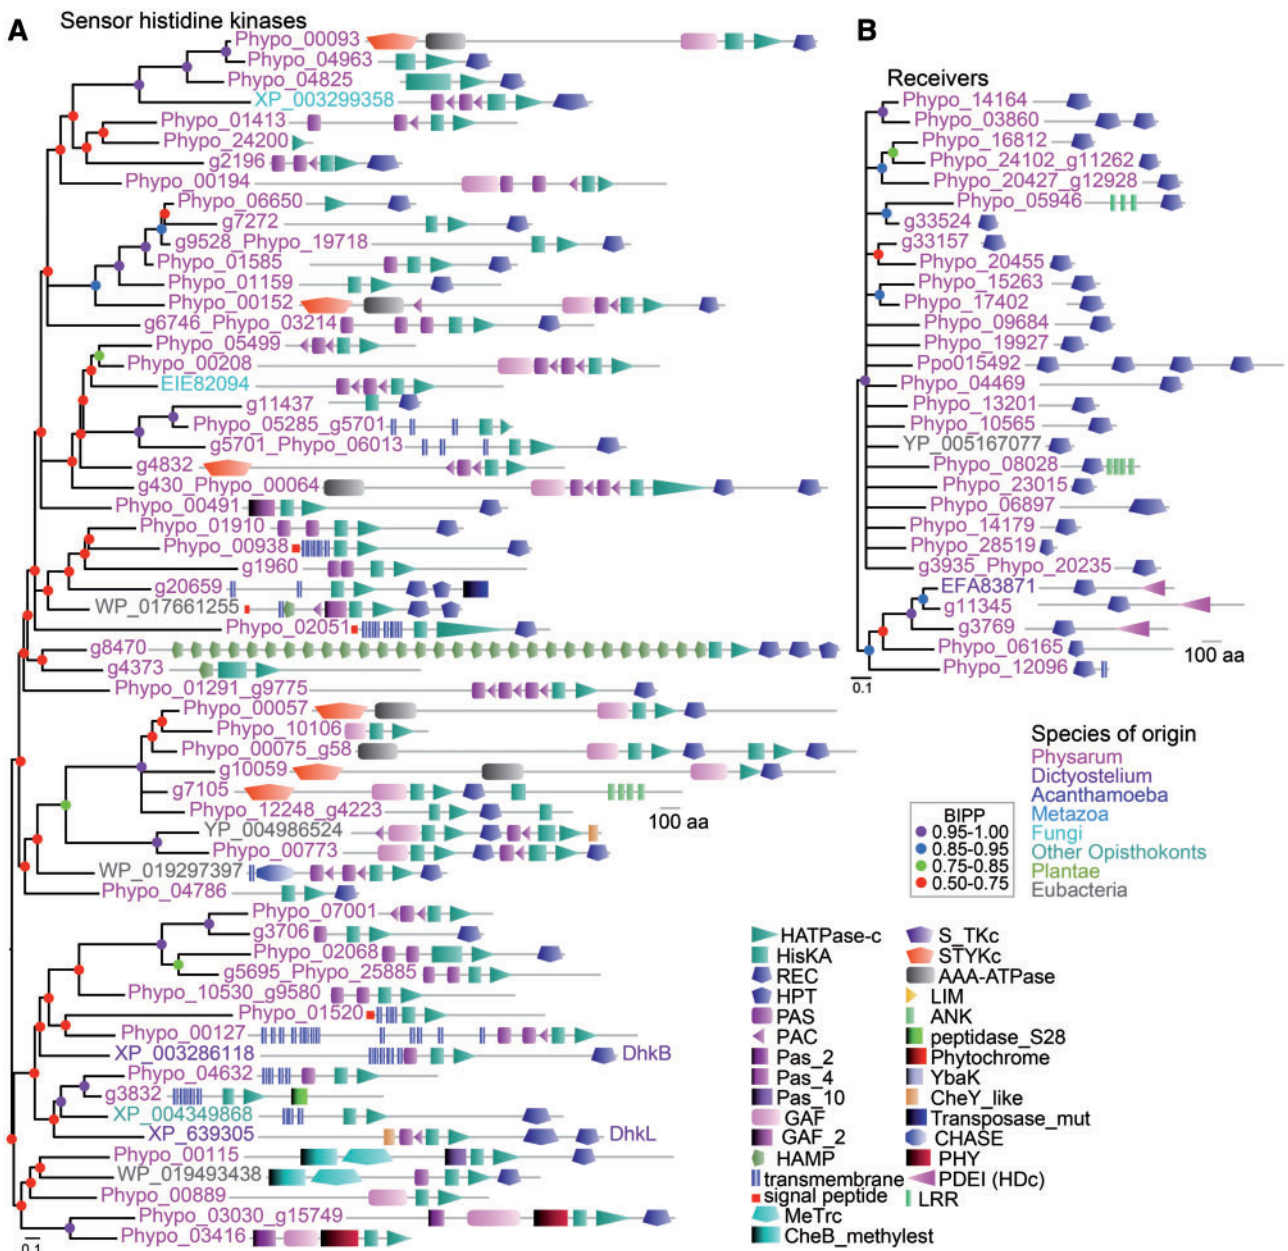 A
Sensor histidine kinases
Phypo_00093
Phypo_04963
Phypo_04825
XP_003299358
Phypo_01413
Phypo_24200
g2196
Phypo_00194
Phypo_06650
g7272
g9528_Phypo_19718
Phypo_01585
Phypo_01159
Phypo_00152
g6746_Phypo_03214
Phypo_05499
Phypo_00208
EIE82094
g11437
Phypo_05285_g5701
g5701_Phypo_06013
g4832
g430_Phypo_00064
Phypo_00491
Phypo_01910
Phypo_00938
g1960
g20659
WP_017661255
Phypo_02051
g8470
g4373
Phypo_01291_g9775
Phypo_00057
Phypo_10106
Phypo_00075_g58
g10059
g7105
Phypo_12248_g4223
100 aa
YP_004986524
Phypo_00773
WP_019297397
Phypo_04786
Phypo_07001
g3706
Phypo_02068
g5695_Phypo_25885
Phypo_10530_g9580
Phypo_01520
Phypo_00127
XP_003286118 DhkB
Phypo_04632
g3832
XP_004349868
XP_639305 DhkL
Phypo_00115
WP_019493438
Phypo_00889
Phypo_03030_g15749
Phypo_03416
0.1
B
Receivers
Phypo_14164
Phypo_03860
Phypo_16812
Phypo_24102_g11262
Phypo_20427_g12928
Phypo_05946
g33524
g33157
Phypo_20455
Phypo_15263
Phypo_17402
Phypo_09684
Phypo_19927
Ppo015492
Phypo_04469
Phypo_13201
Phypo_10565
YP_005167077
Phypo_08028
Phypo_23015
Phypo_06897
Phypo_14179
Phypo_28519
g3935_Phypo_20235
EFA83871
g11345
g3769
Phypo_06165
100 aa
Phypo_12096
0.1
Species of origin
Physarum
Dictyostelium
Acanthamoeba
Metazoa
Fungi
Other Opisthokonts
Plantae
Eubacteria
BIPP
0.95-1.00
0.85-0.95
0.75-0.85
0.50-0.75
HATPase-c
HisKA
REC
HPT
PAS
PAC
Pas_2
Pas_4
Pas_10
GAF
GAF_2
HAMP
transmembrane
signal peptide
MeTrc
CheB_methylest
S_TKc
STYKc
AAA-ATPase
LIM
ANK
peptidase_S28
Phytochrome
YbaK
CheY_like
Transposase_mut
CHASE
PHY
PDEI (HDc)
LRR